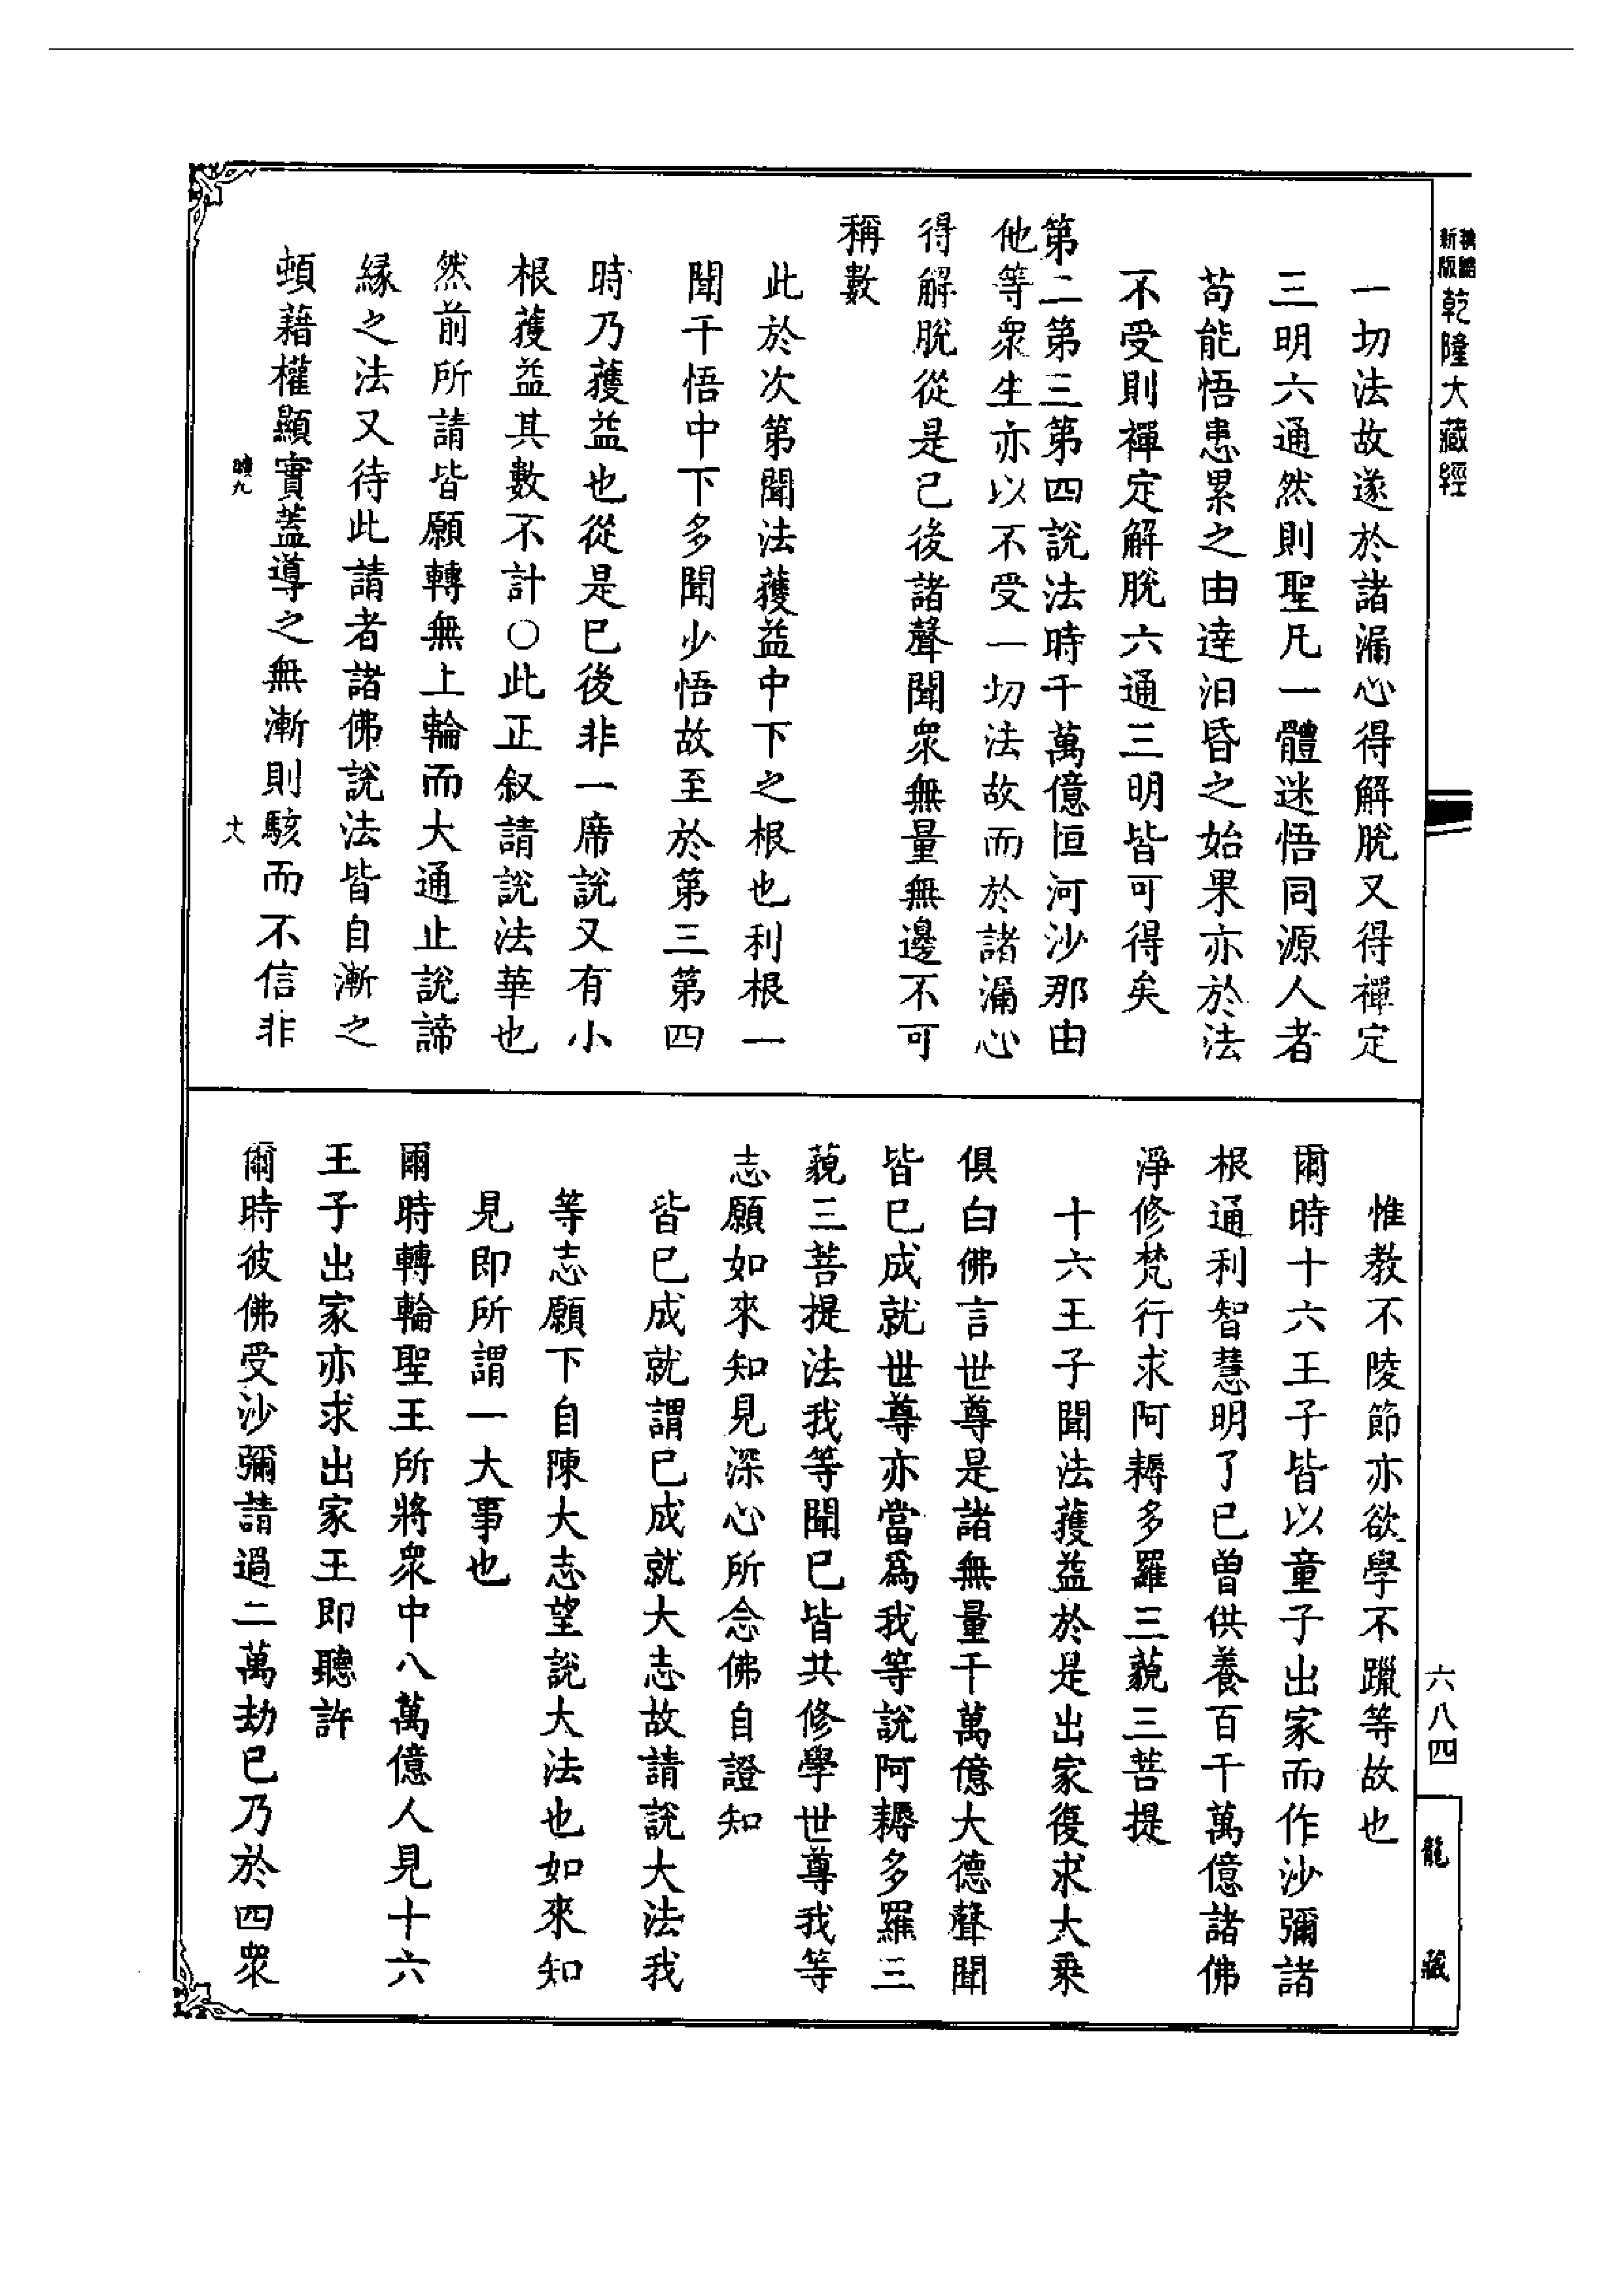 新版
乾隆大藏經
一切法故遂於諸漏心得解脫又得禪定
三明六通然則聖凡一體迷悟同源人者
苟能悟患累之由達汩昏之始果亦於法
不受則禪定解脫六通三明皆可得矣
第二第三第四說法時千萬億恒河沙那由
他等眾生亦以不受一切法故而於諸漏心
得解脫從是已後諸聲聞眾無量無邊不可
稱數
此於次第聞法蒦益中下之根也利根一
聞千悟中下多聞少悟故至於第三第四
時乃蒦益也從是已後非一席說又有小
根蒦益其數不計○此正叙請說法華也
然前所請皆願轉無上輪而大通止說諦
緣之法又待此請者諸佛說法皆自漸之
頓藉權顯實蓋導之無漸則駭而不信非
十八
惟教不陵節亦欲學不躐等故也
爾時十六王子皆以童子出家而作沙彌諸
根通利智慧明了已曾供養百千萬億諸佛
淨修梵行求阿耨多羅三藐三菩提
十六王子聞法蒦益於是出家復求大乘
俱白佛言世尊是諸無量千萬億大德聲聞
皆已成就世尊亦當為我等說阿耨多羅三
藐三菩提法我等聞已皆共修學世尊我等
志願如來知見深心所念佛自證知
皆已成就謂已成就大志故請說大法我
等志願下自陳大志望說大法也如來知
見即所謂一大事也
爾時轉輪聖王所將眾中八萬億人見十六
王子出家亦求出家王即聽許
爾時彼佛受沙彌請過二萬劫已乃於四眾
六八四
龍藏